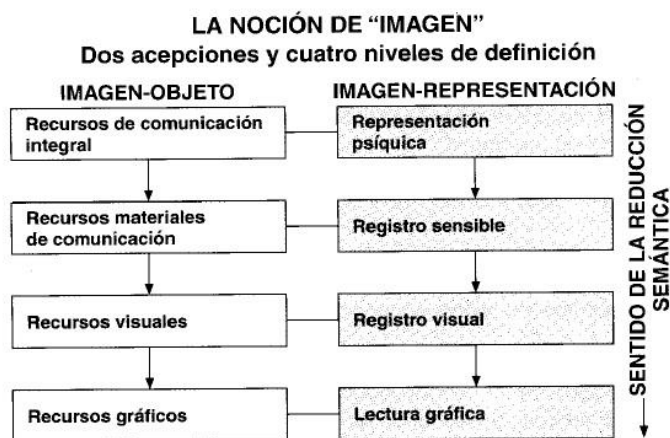 LA NOCIÓN DE “IMAGEN”
Dos acepciones y cuatro niveles de definición
IMAGEN-OBJETO
IMAGEN-REPRESENTACIÓN
Recursos de comunicación
integral
Representación
psíquica
Recursos materiales
de comunicación
Registro sensible
Recursos visuales
Registro visual
Recursos gráficos
Lectura gráfica
SENTIDO DE LA REDUCCIÓN
SEMÁNTICA